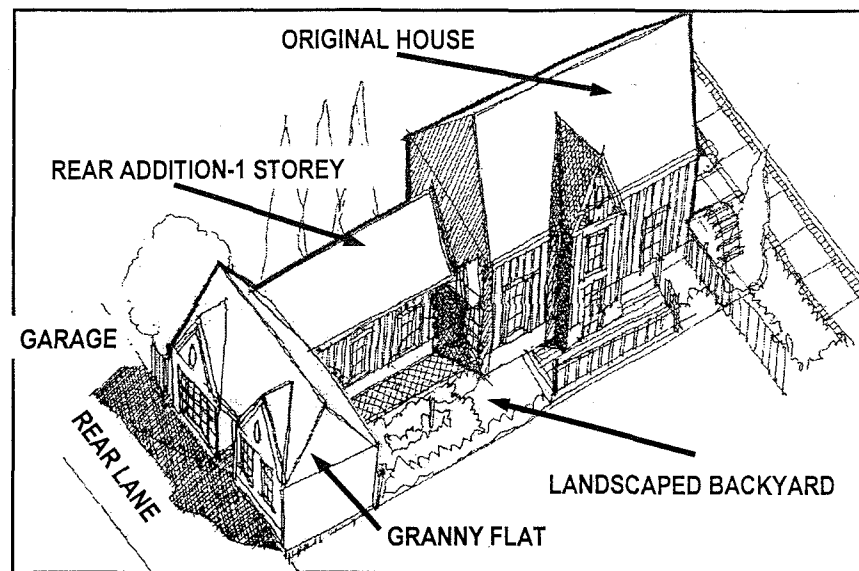 ORIGINAL HOUSE
REAR ADDITION-1 STOREY
GARAGE
REAR LANE
LANDSCAPED BACKYARD
GRANNY FLAT